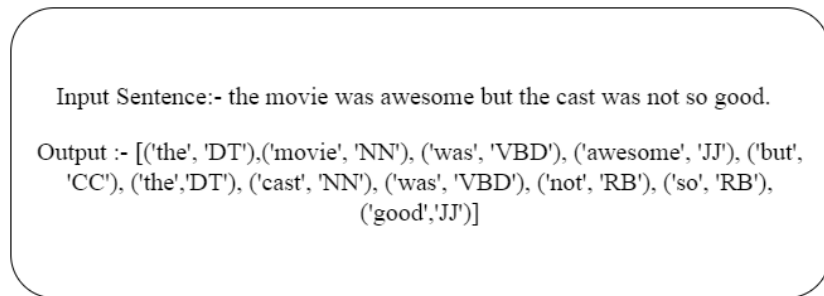 Input Sentence:- the movie was awesome but the cast was not so good.
Output :- [('the', 'DT'),('movie', 'NN'), ('was', 'VBD'), ('awesome', 'JJ'), ('but',
'CC'), ('the','DT'), ('cast', 'NN'), ('was', 'VBD'), ('not', 'RB'), ('so', 'RB'),
('good','JJ')]